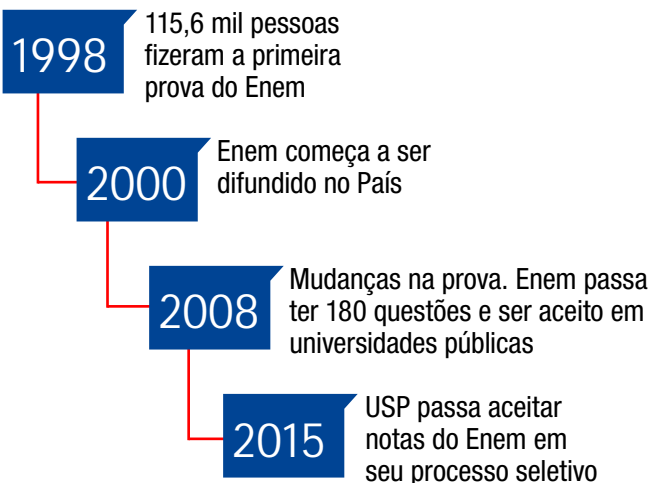 1998
115,6 mil pessoas
fizeram a primeira
prova do Enem
2000
Enem começa a ser
difundido no País
2008
Mudanças na prova. Enem passa
ter 180 questões e ser aceito em
universidades públicas
2015
USP passa aceitar
notas do Enem em
seu processo seletivo